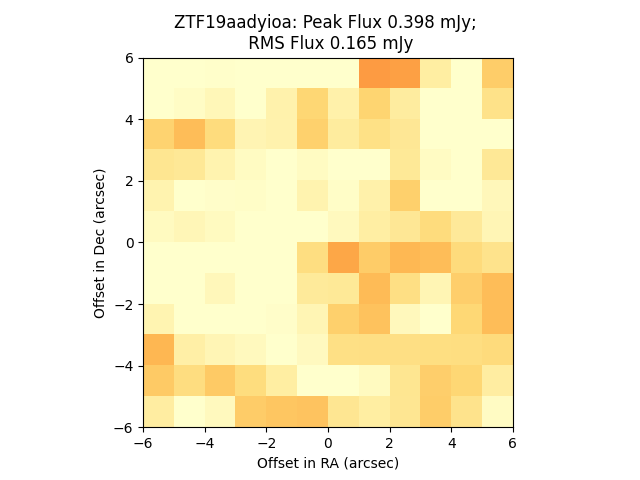 ZTF19aadyioa: Peak Flux 0.398 mJy;
RMS Flux 0.165 mJy
6
4
2
0
−2
−4
−6
Offset in Dec (arcsec)
−6 −4 −2 0 2 4 6
Offset in RA (arcsec)